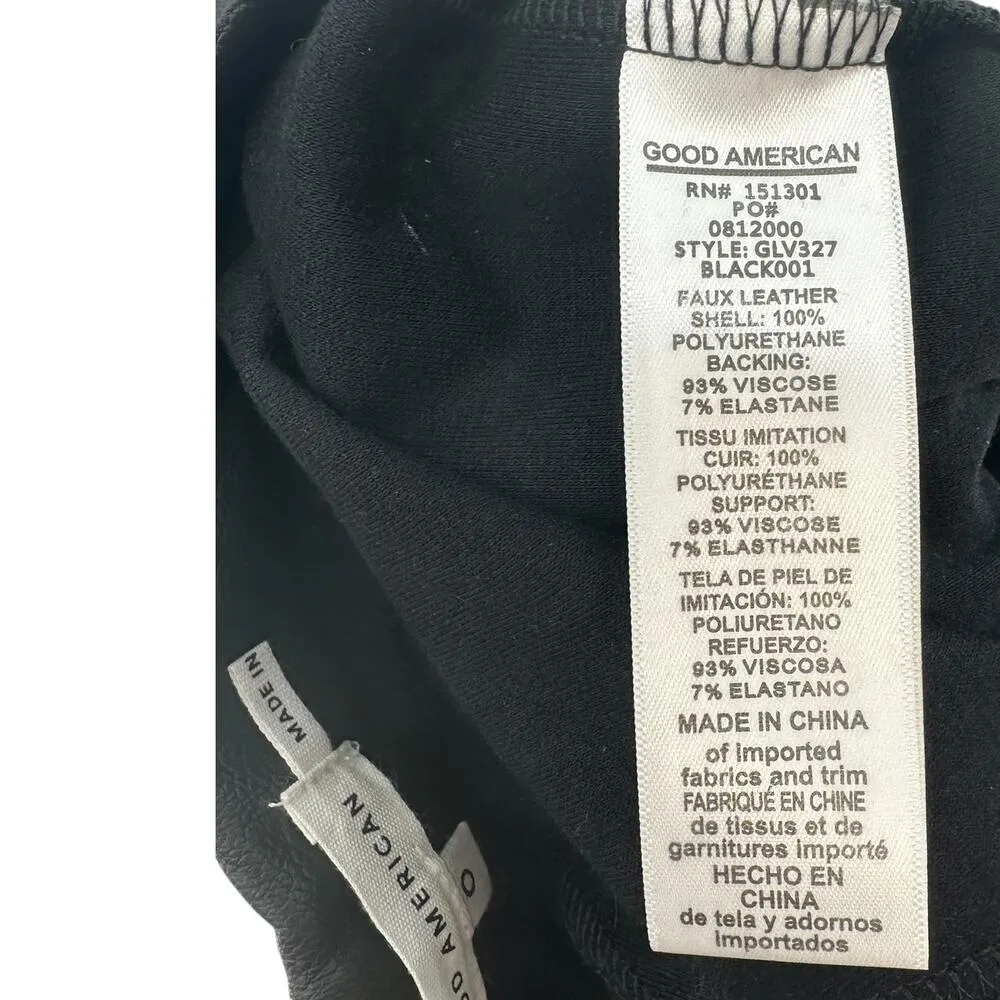 GOOD AMERICAN
RN# 151301
PO#
0812000
STYLE: GLV327
BLACK001
FAUX LEATHER
SHELL: 100%
POLYURETHANE
BACKING:
93% VISCOSE
7% ELASTANE
TISSU IMITATION
CUIR: 100%
POLYURÉTHANE
SUPPORT:
93% VISCOSE
7% ELASTHANNE
TELA DE PIEL DE
IMITACIÓN: 100%
POLIURETANO
REFUERZO:
93% VISCOSA
7% ELASTANO
MADE IN CHINA
of Imported
fabrics and trim
FABRIQUÉ EN CHINE
de tissus et de
garnitures importé
HECHO EN
CHINA
de tela y adornos
Importados
MADE IN
AMERICAN
0